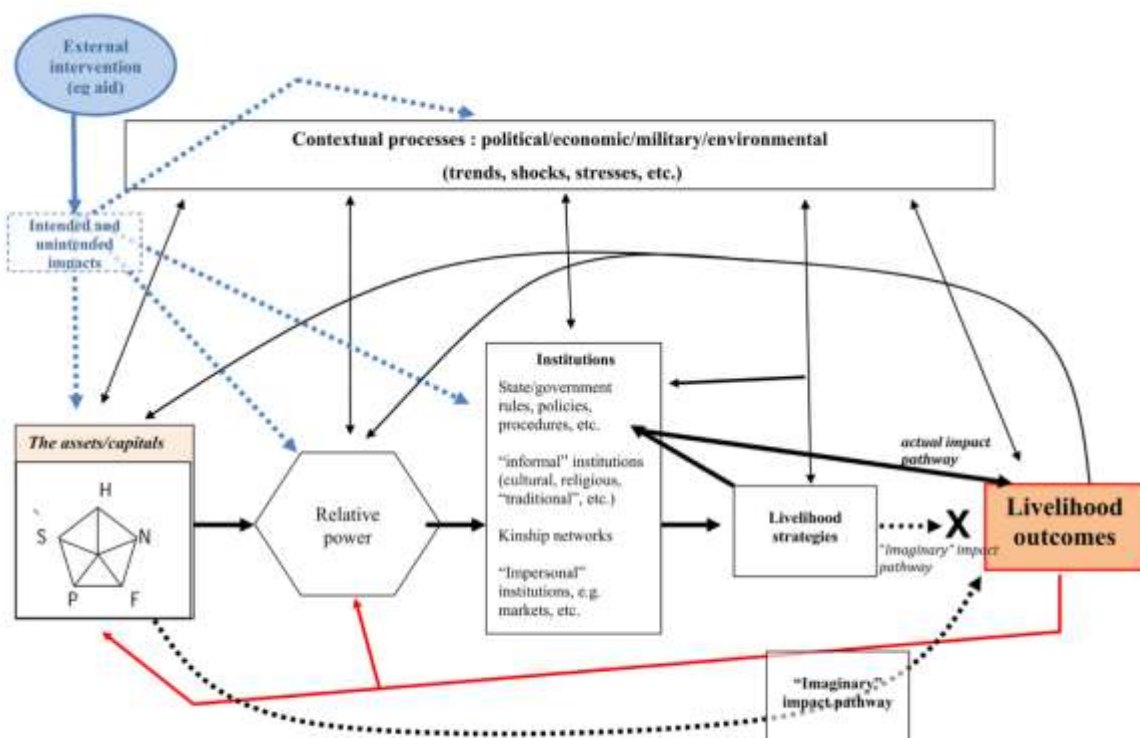 External
intervention
(eg aid)
Contextual processes : political/economic/military/environmental
(trends, shocks, stresses, etc.)
Intended and
unintended
impacts
The assets/capitals
H
S
N
P
F
Relative
power
Institutions
State/government
rules, policies,
procedures, etc.
“informal” institutions
(cultural, religious,
“traditional”, etc.)
Kinship networks
“Impersonal”
institutions, e.g.
markets, etc.
Livelihood
strategies
actual impact
pathway
X
"Imaginary" impact
pathway
Livelihood
outcomes
“Imaginary”
impact pathway